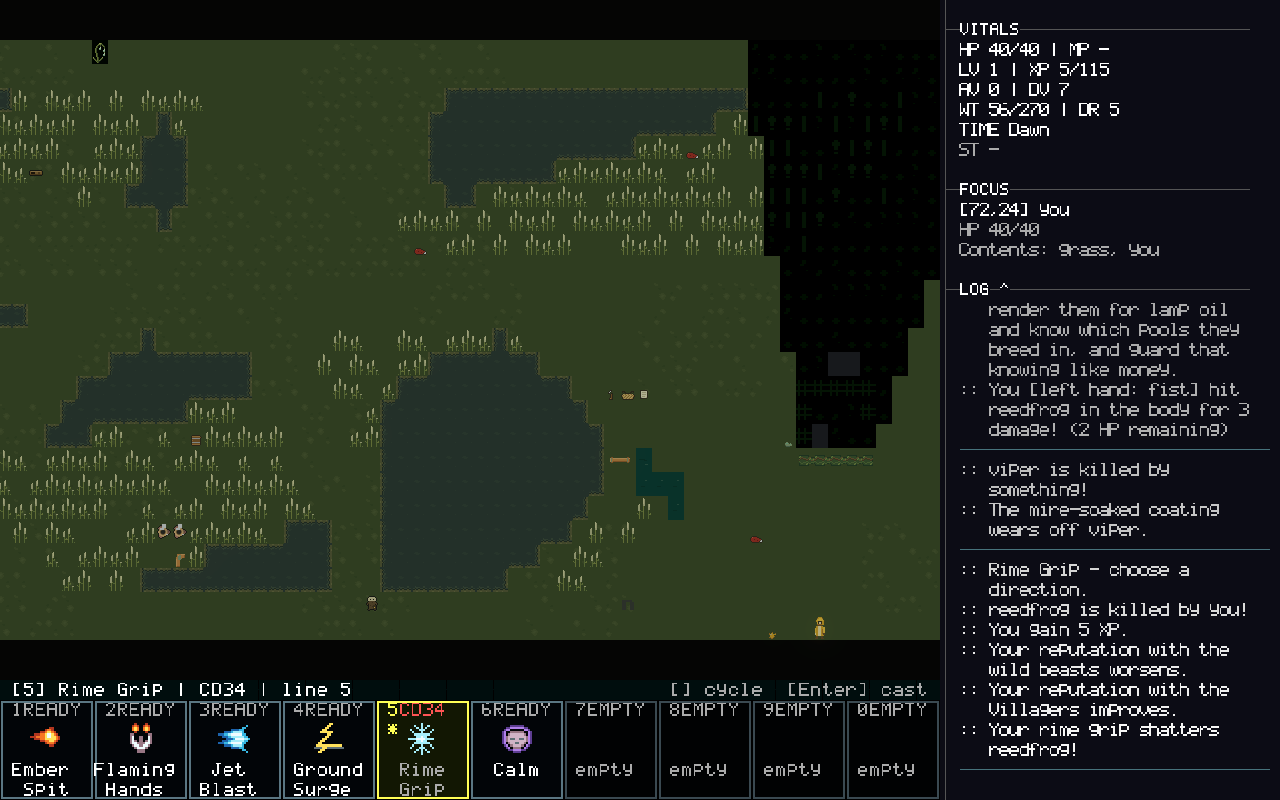 VITALS
HP 40/40 | MP -
LV 1 | XP 5/115
AV 0 | DV 7
WT 56/270 | DR 5
TIME Dawn
ST -
FOCUS
[72,24] You
HP 40/40
Contents: grass, You
LOG ^
render them for lamp oil
and know which pools they
breed in, and guard that
knowing like money.
:: You [left hand: fist] hit
reedfrog in the body for 3
damage! (2 HP remaining)
:: viper is killed by
something!
:: The mire-soaked coating
wears off viper.
:: Rime Grip - choose a
direction.
:: reedfrog is killed by you!
:: You gain 5 XP.
:: Your reputation with the
wild beasts worsens.
:: Your reputation with the
Villagers improves.
:: Your rime grip shatters
reedfrog!
[5] Rime Grip | CD34 | line 5
[] cycle [Enter] cast
1READY 2READY 3READY 4READY 5CD34 6READY 7EMPTY 8EMPTY 9EMPTY 0EMPTY
*
Ember Flaming Jet Ground Rime Calm empty empty empty empty
Spit Hands Blast Surge Grip